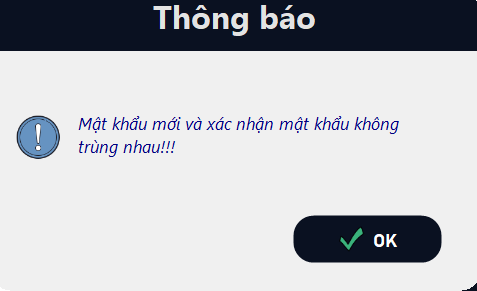 Thông báo
Mật khẩu mới và xác nhận mật khẩu không
trùng nhau!!!
OK